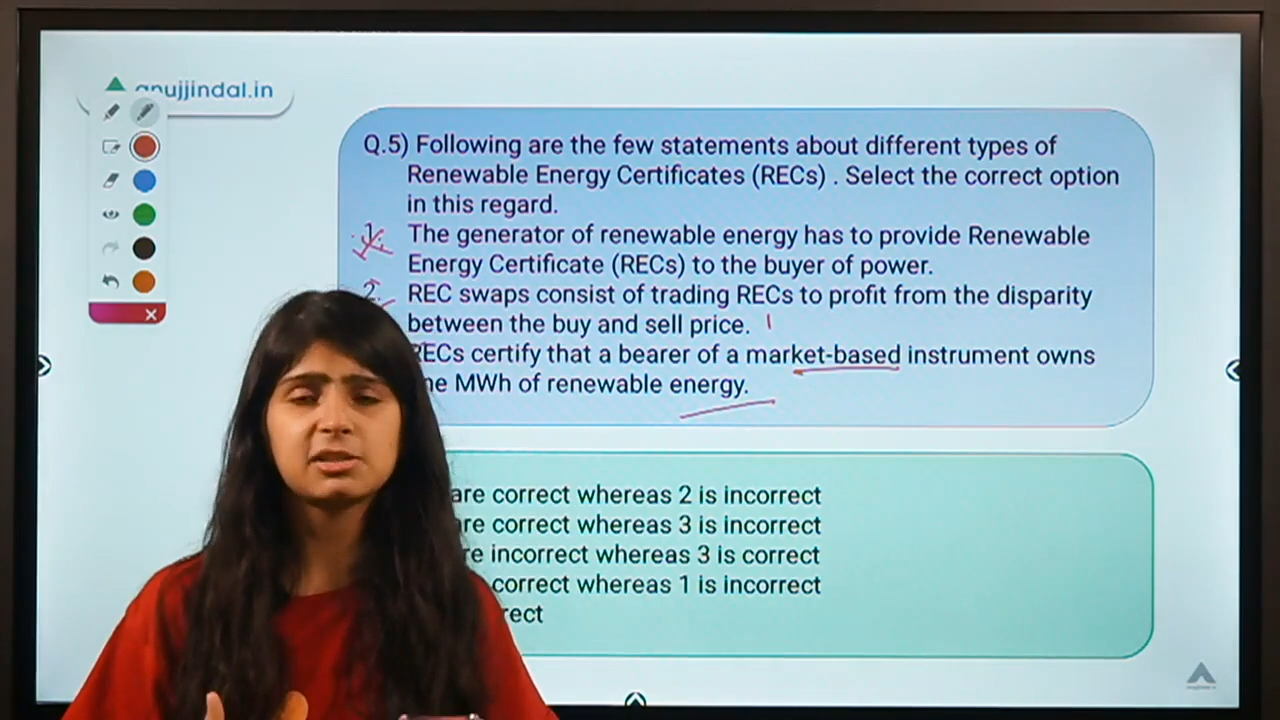 anujjindal.in
Q.5) Following are the few statements about different types of
Renewable Energy Certificates (RECs) . Select the correct option
in this regard.
1. The generator of renewable energy has to provide Renewable
Energy Certificate (RECs) to the buyer of power.
2. REC swaps consist of trading RECs to profit from the disparity
between the buy and sell price.
RECs certify that a bearer of a market-based instrument owns
MWh of renewable energy.
are correct whereas 2 is incorrect
are correct whereas 3 is incorrect
incorrect whereas 3 is correct
correct whereas 1 is incorrect